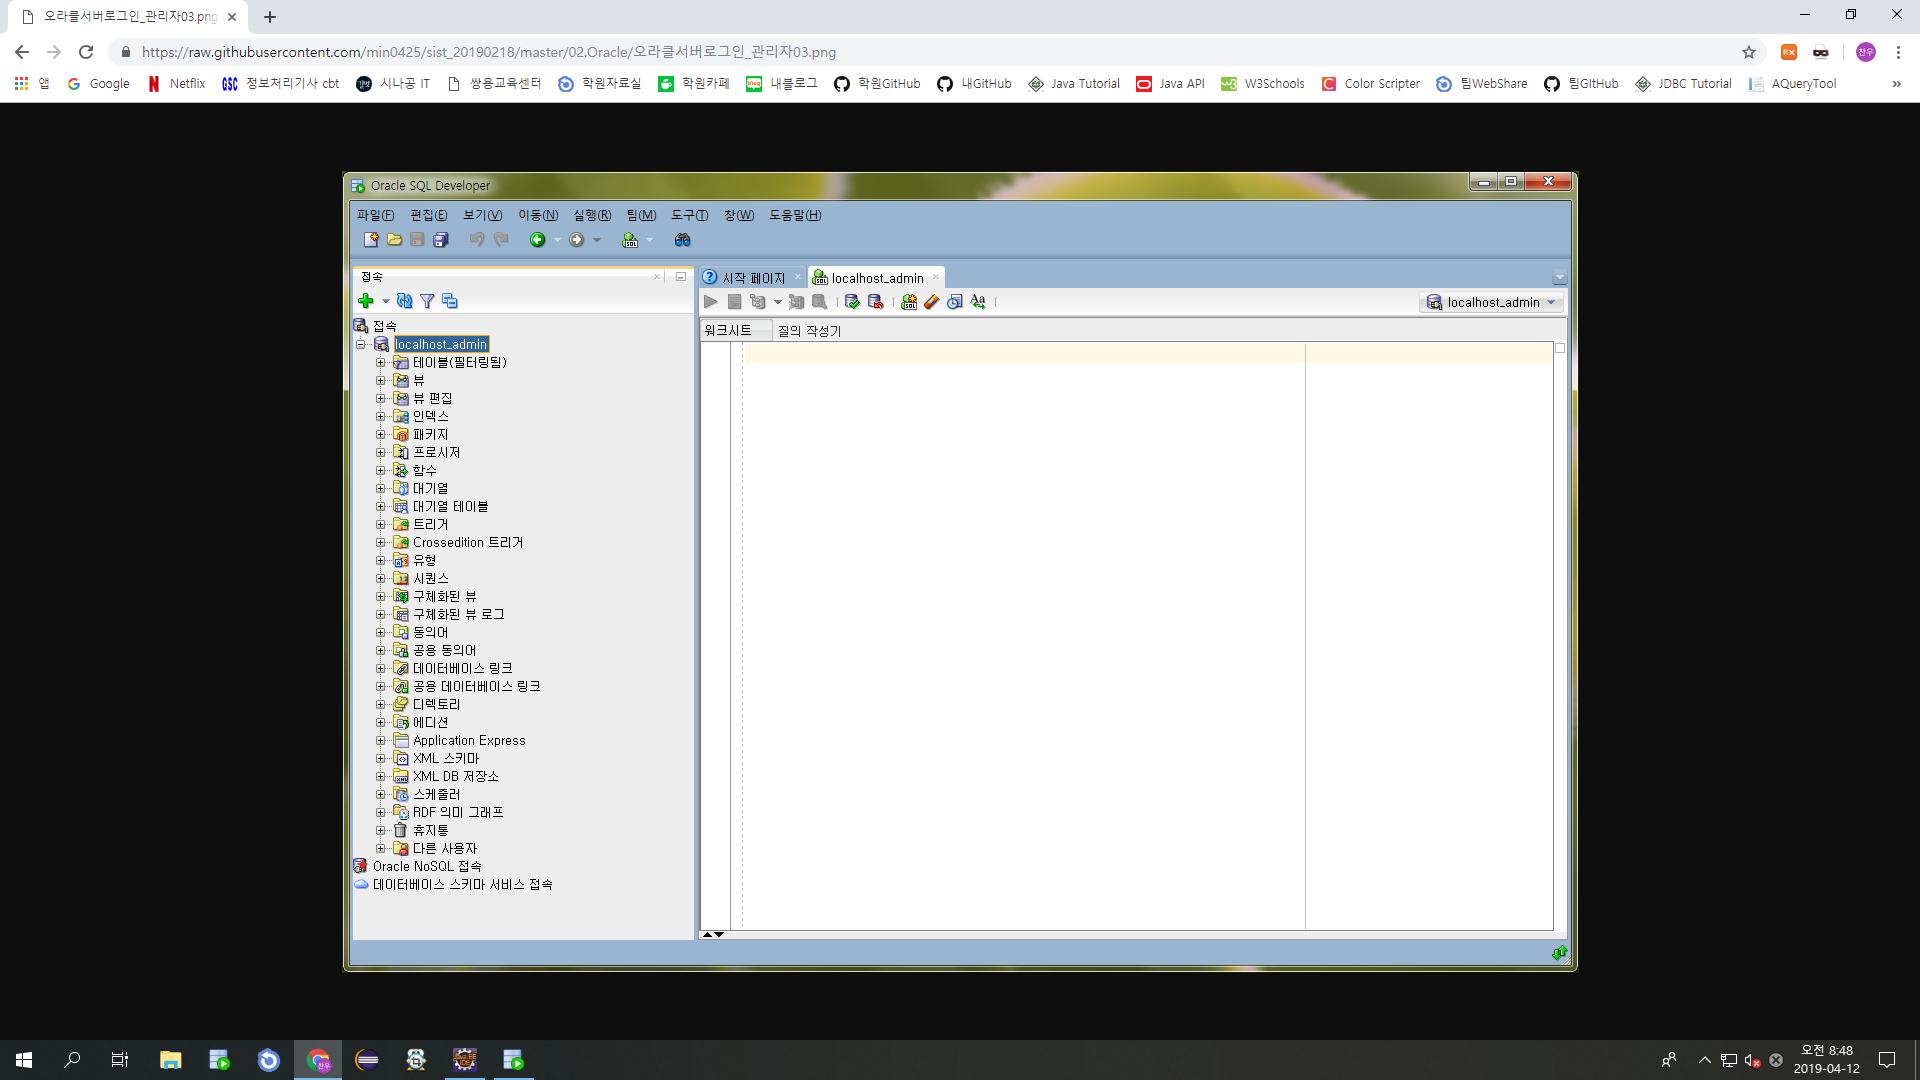 오라클서버로그인_관리자03.png
https://raw.githubusercontent.com/min0425/sist_20190218/master/02.Oracle/오라클서버로그인_관리자03.png
찬우
앱 Google Netflix 정보처리기사 cbt 시나공 IT 쌍용교육센터 학원자료실 학원카페 내블로그 학원GitHub 내GitHub Java Tutorial Java API W3Schools Color Scripter 팀WebShare 팀GItHub JDBC Tutorial AQueryTool »
Oracle SQL Developer
파일(F) 편집(E) 보기(V) 이동(N) 실행(R) 팀(M) 도구(T) 창(W) 도움말(H)
접속
시작 페이지 localhost_admin
localhost_admin
워크시트 질의 작성기
접속
localhost_admin
테이블(필터링됨)
뷰
뷰 편집
인덱스
패키지
프로시저
함수
대기열
대기열 테이블
트리거
Crossedition 트리거
유형
시퀀스
구체화된 뷰
구체화된 뷰 로그
동의어
공용 동의어
데이터베이스 링크
공용 데이터베이스 링크
디렉토리
에디션
Application Express
XML 스키마
XML DB 저장소
스케줄러
RDF 의미 그래프
휴지통
다른 사용자
Oracle NoSQL 접속
데이터베이스 스키마 서비스 접속
오전 8:48
2019-04-12